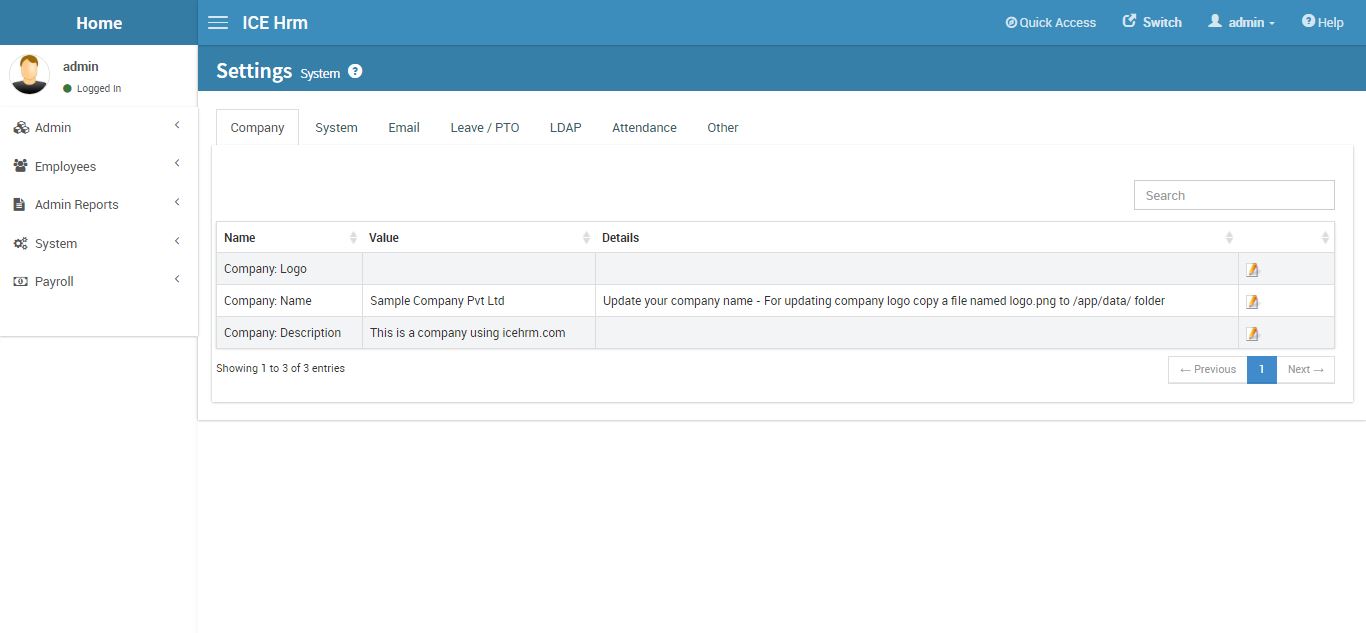 Home
ICE Hrm
Quick Access
Switch
admin
Help
admin
Logged In
Settings System
Admin
Employees
Admin Reports
System
Payroll
Company System Email Leave / PTO LDAP Attendance Other
Search
Name Value Details
Company: Logo
Company: Name Sample Company Pvt Ltd Update your company name - For updating company logo copy a file named logo.png to /app/data/ folder
Company: Description This is a company using icehrm.com
Showing 1 to 3 of 3 entries
← Previous 1 Next →